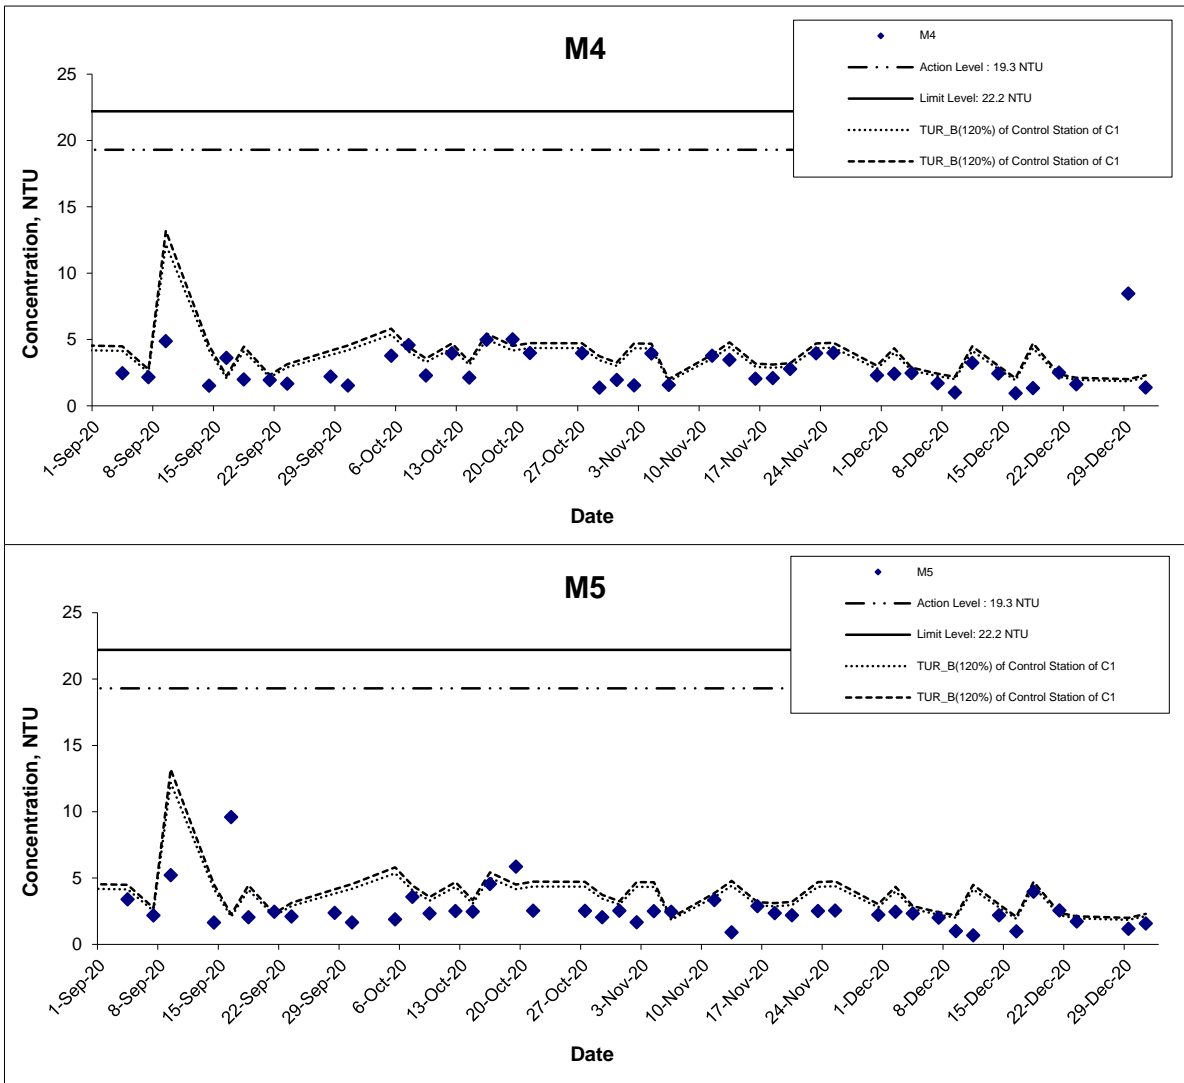 M4
M4
Action Level : 19.3 NTU
Limit Level: 22.2 NTU
TUR_B(120%) of Control Station of C1
TUR_B(120%) of Control Station of C1
Concentration, NTU
25
20
15
10
5
0
1-Sep-20
8-Sep-20
15-Sep-20
22-Sep-20
29-Sep-20
6-Oct-20
13-Oct-20
20-Oct-20
27-Oct-20
3-Nov-20
10-Nov-20
17-Nov-20
24-Nov-20
1-Dec-20
8-Dec-20
15-Dec-20
22-Dec-20
29-Dec-20
Date
M5
M5
Action Level : 19.3 NTU
Limit Level: 22.2 NTU
TUR_B(120%) of Control Station of C1
TUR_B(120%) of Control Station of C1
Concentration, NTU
25
20
15
10
5
0
1-Sep-20
8-Sep-20
15-Sep-20
22-Sep-20
29-Sep-20
6-Oct-20
13-Oct-20
20-Oct-20
27-Oct-20
3-Nov-20
10-Nov-20
17-Nov-20
24-Nov-20
1-Dec-20
8-Dec-20
15-Dec-20
22-Dec-20
29-Dec-20
Date